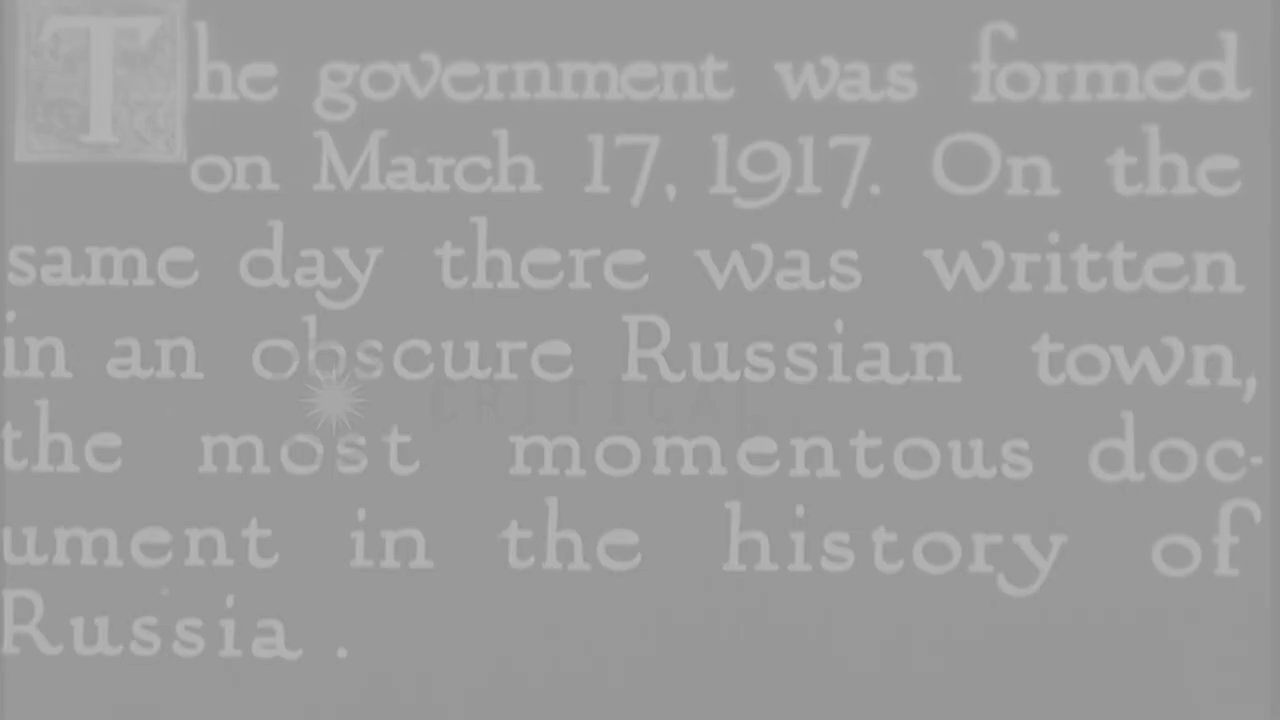 The government was formed
on March 17, 1917. On the
same day there was written
in an obscure Russian town,
the most momentous doc-
ument in the history of
Russia .
CRITICAL